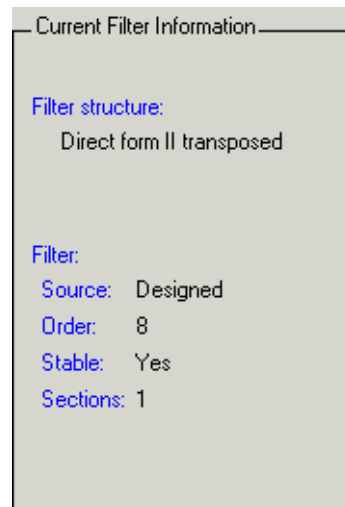 Current Filter Information
Filter structure:
Direct form II transposed
Filter:
Source: Designed
Order: 8
Stable: Yes
Sections: 1